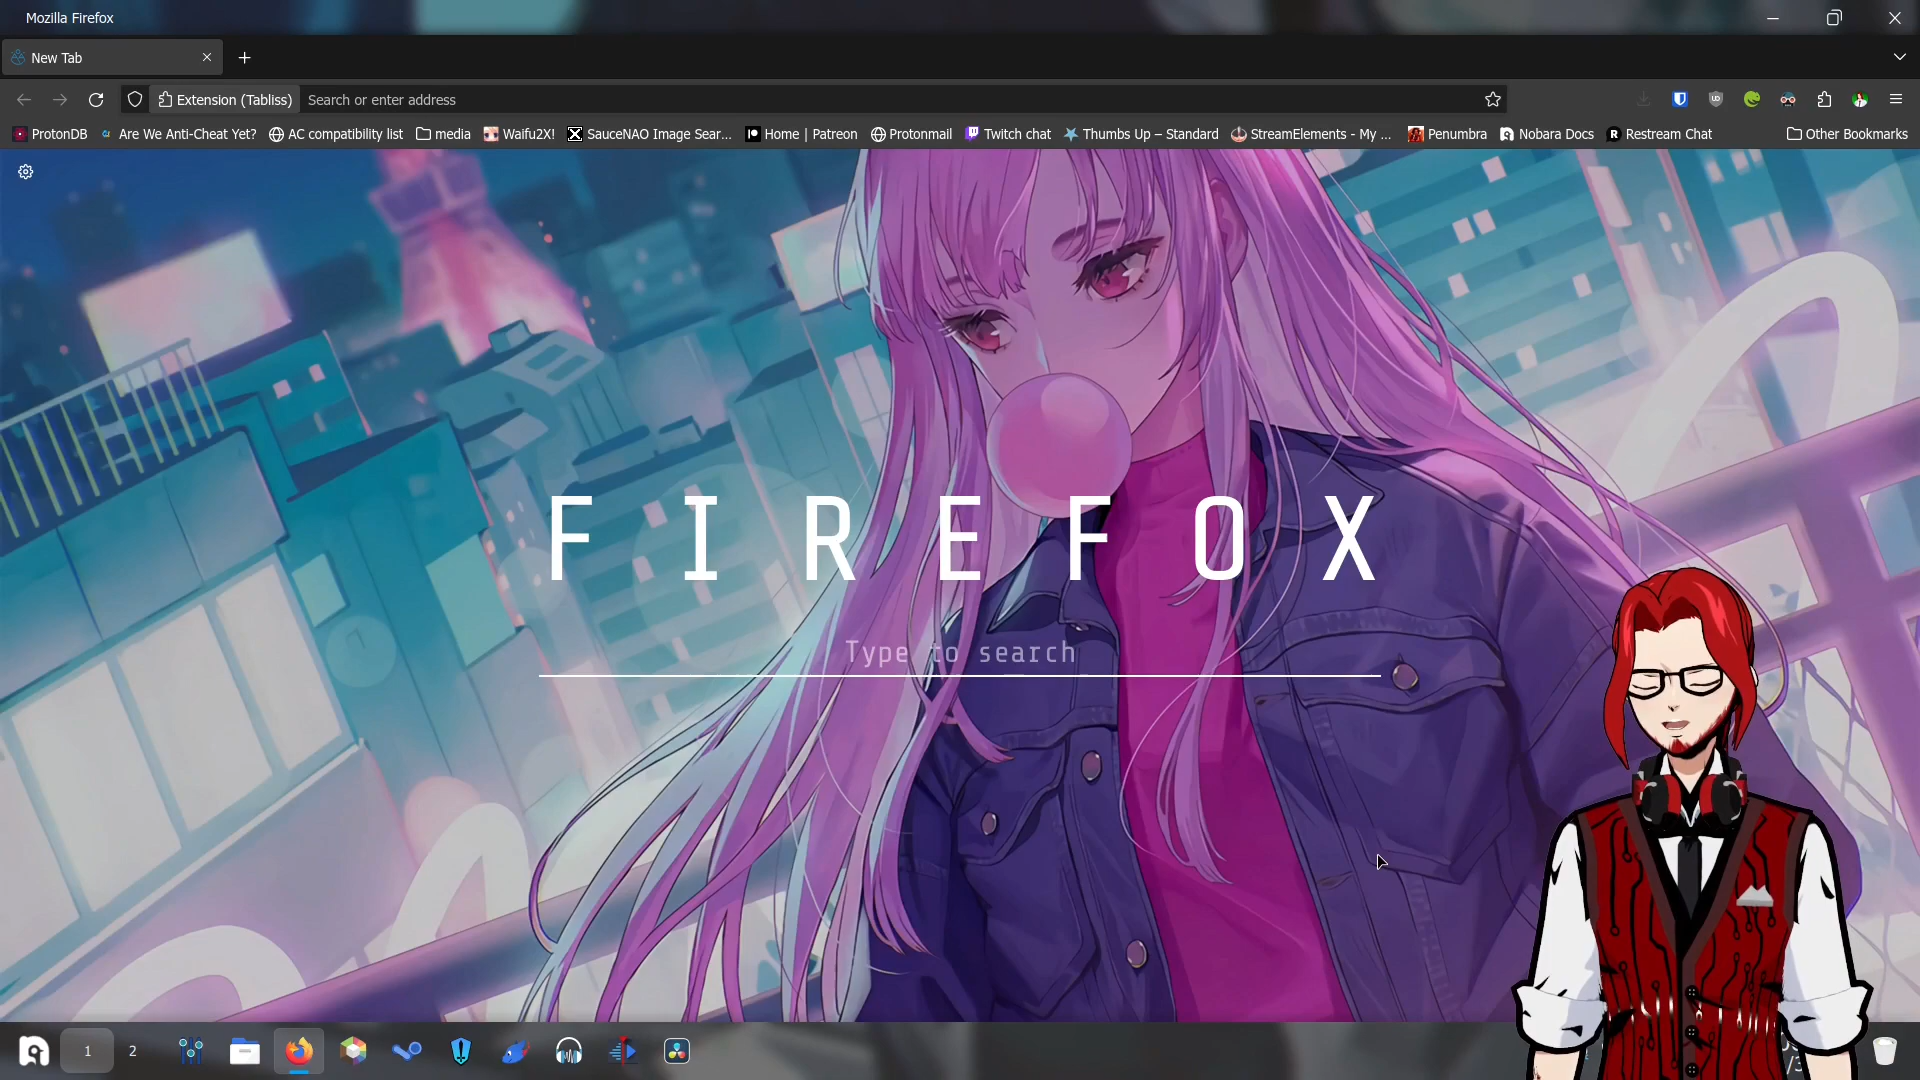 Mozilla Firefox
New Tab
Extension (Tabliss)
Search or enter address
ProtonDB
Are We Anti-Cheat Yet?
AC compatibility list
media
Waifu2X!
SauceNAO Image Sear...
Home | Patreon
Protonmail
Twitch chat
Thumbs Up – Standard
StreamElements - My ...
Penumbra
Nobara Docs
Restream Chat
Other Bookmarks
FIREFOX
Type to search
1
2